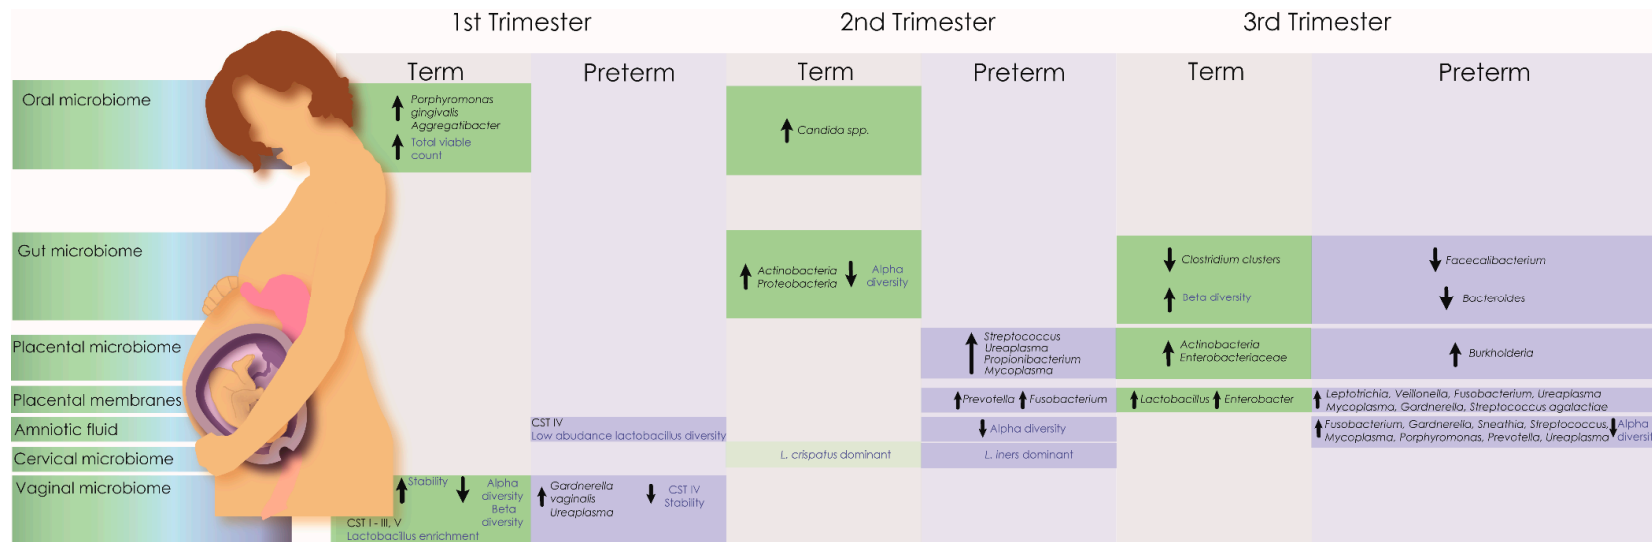 1st Trimester
2nd Trimester
3rd Trimester
Term
Preterm
Term
Preterm
Term
Preterm
Oral microbiome
Porphyromonas
gingivalis
Aggregatibacter
Total viable
count
Candida spp.
Gut microbiome
Actinobacteria
Proteobacteria
Alpha
diversity
Clostridium clusters
Beta diversity
Facecalibacterium
Bacteroides
Placental microbiome
Streptococcus
Ureaplasma
Propionibacterium
Mycoplasma
Actinobacteria
Enterobacteriaceae
Burkholderia
Placental membranes
Prevotella
Fusobacterium
Lactobacillus
Enterobacter
Leptotrichia, Veillonella, Fusobacterium, Ureaplasma
Mycoplasma, Gardnerella, Streptococcus agalactiae
Amniotic fluid
CST IV
Low abudance lactobacillus diversity
Alpha diversity
Fusobacterium, Gardnerella, Sneathia, Streptococcus,
Mycoplasma, Porphyromonas, Prevotella, Ureaplasma
Alpha
diversit
Cervical microbiome
L. crispatus dominant
L. iners dominant
Vaginal microbiome
Stability
Alpha
diversity
Beta
diversity
CST I - III, V
Lactobacillus enrichment
Gardnerella
vaginalis
Ureaplasma
CST IV
Stability